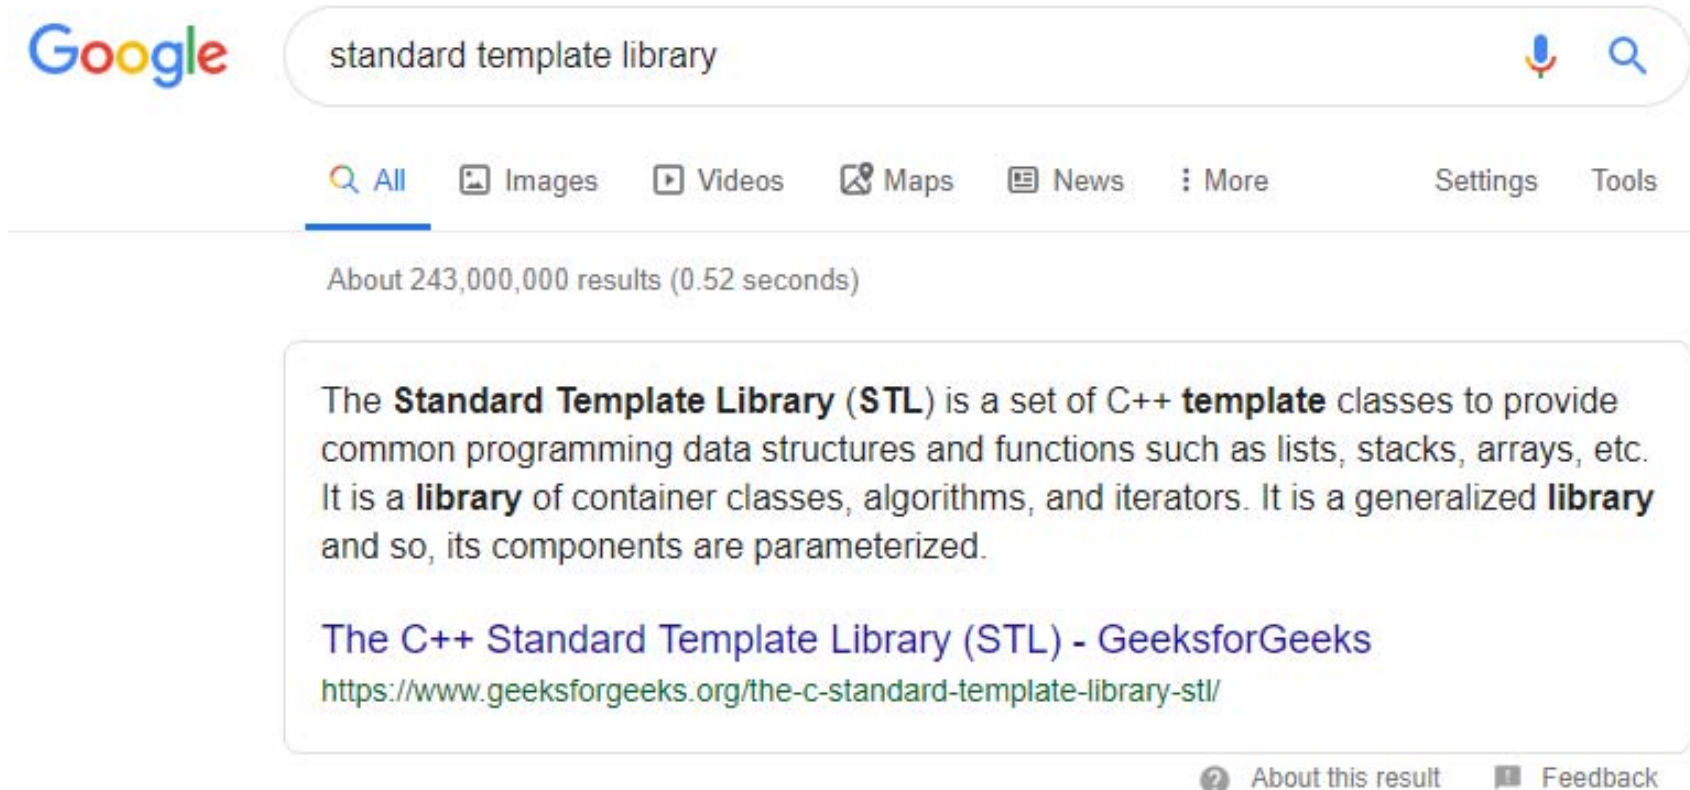 Google standard template library
All Images Videos Maps News More Settings Tools
About 243,000,000 results (0.52 seconds)
The Standard Template Library (STL) is a set of C++ template classes to provide
common programming data structures and functions such as lists, stacks, arrays, etc.
It is a library of container classes, algorithms, and iterators. It is a generalized library
and so, its components are parameterized.
The C++ Standard Template Library (STL) - GeeksforGeeks
https://www.geeksforgeeks.org/the-c-standard-template-library-stl/
About this result Feedback